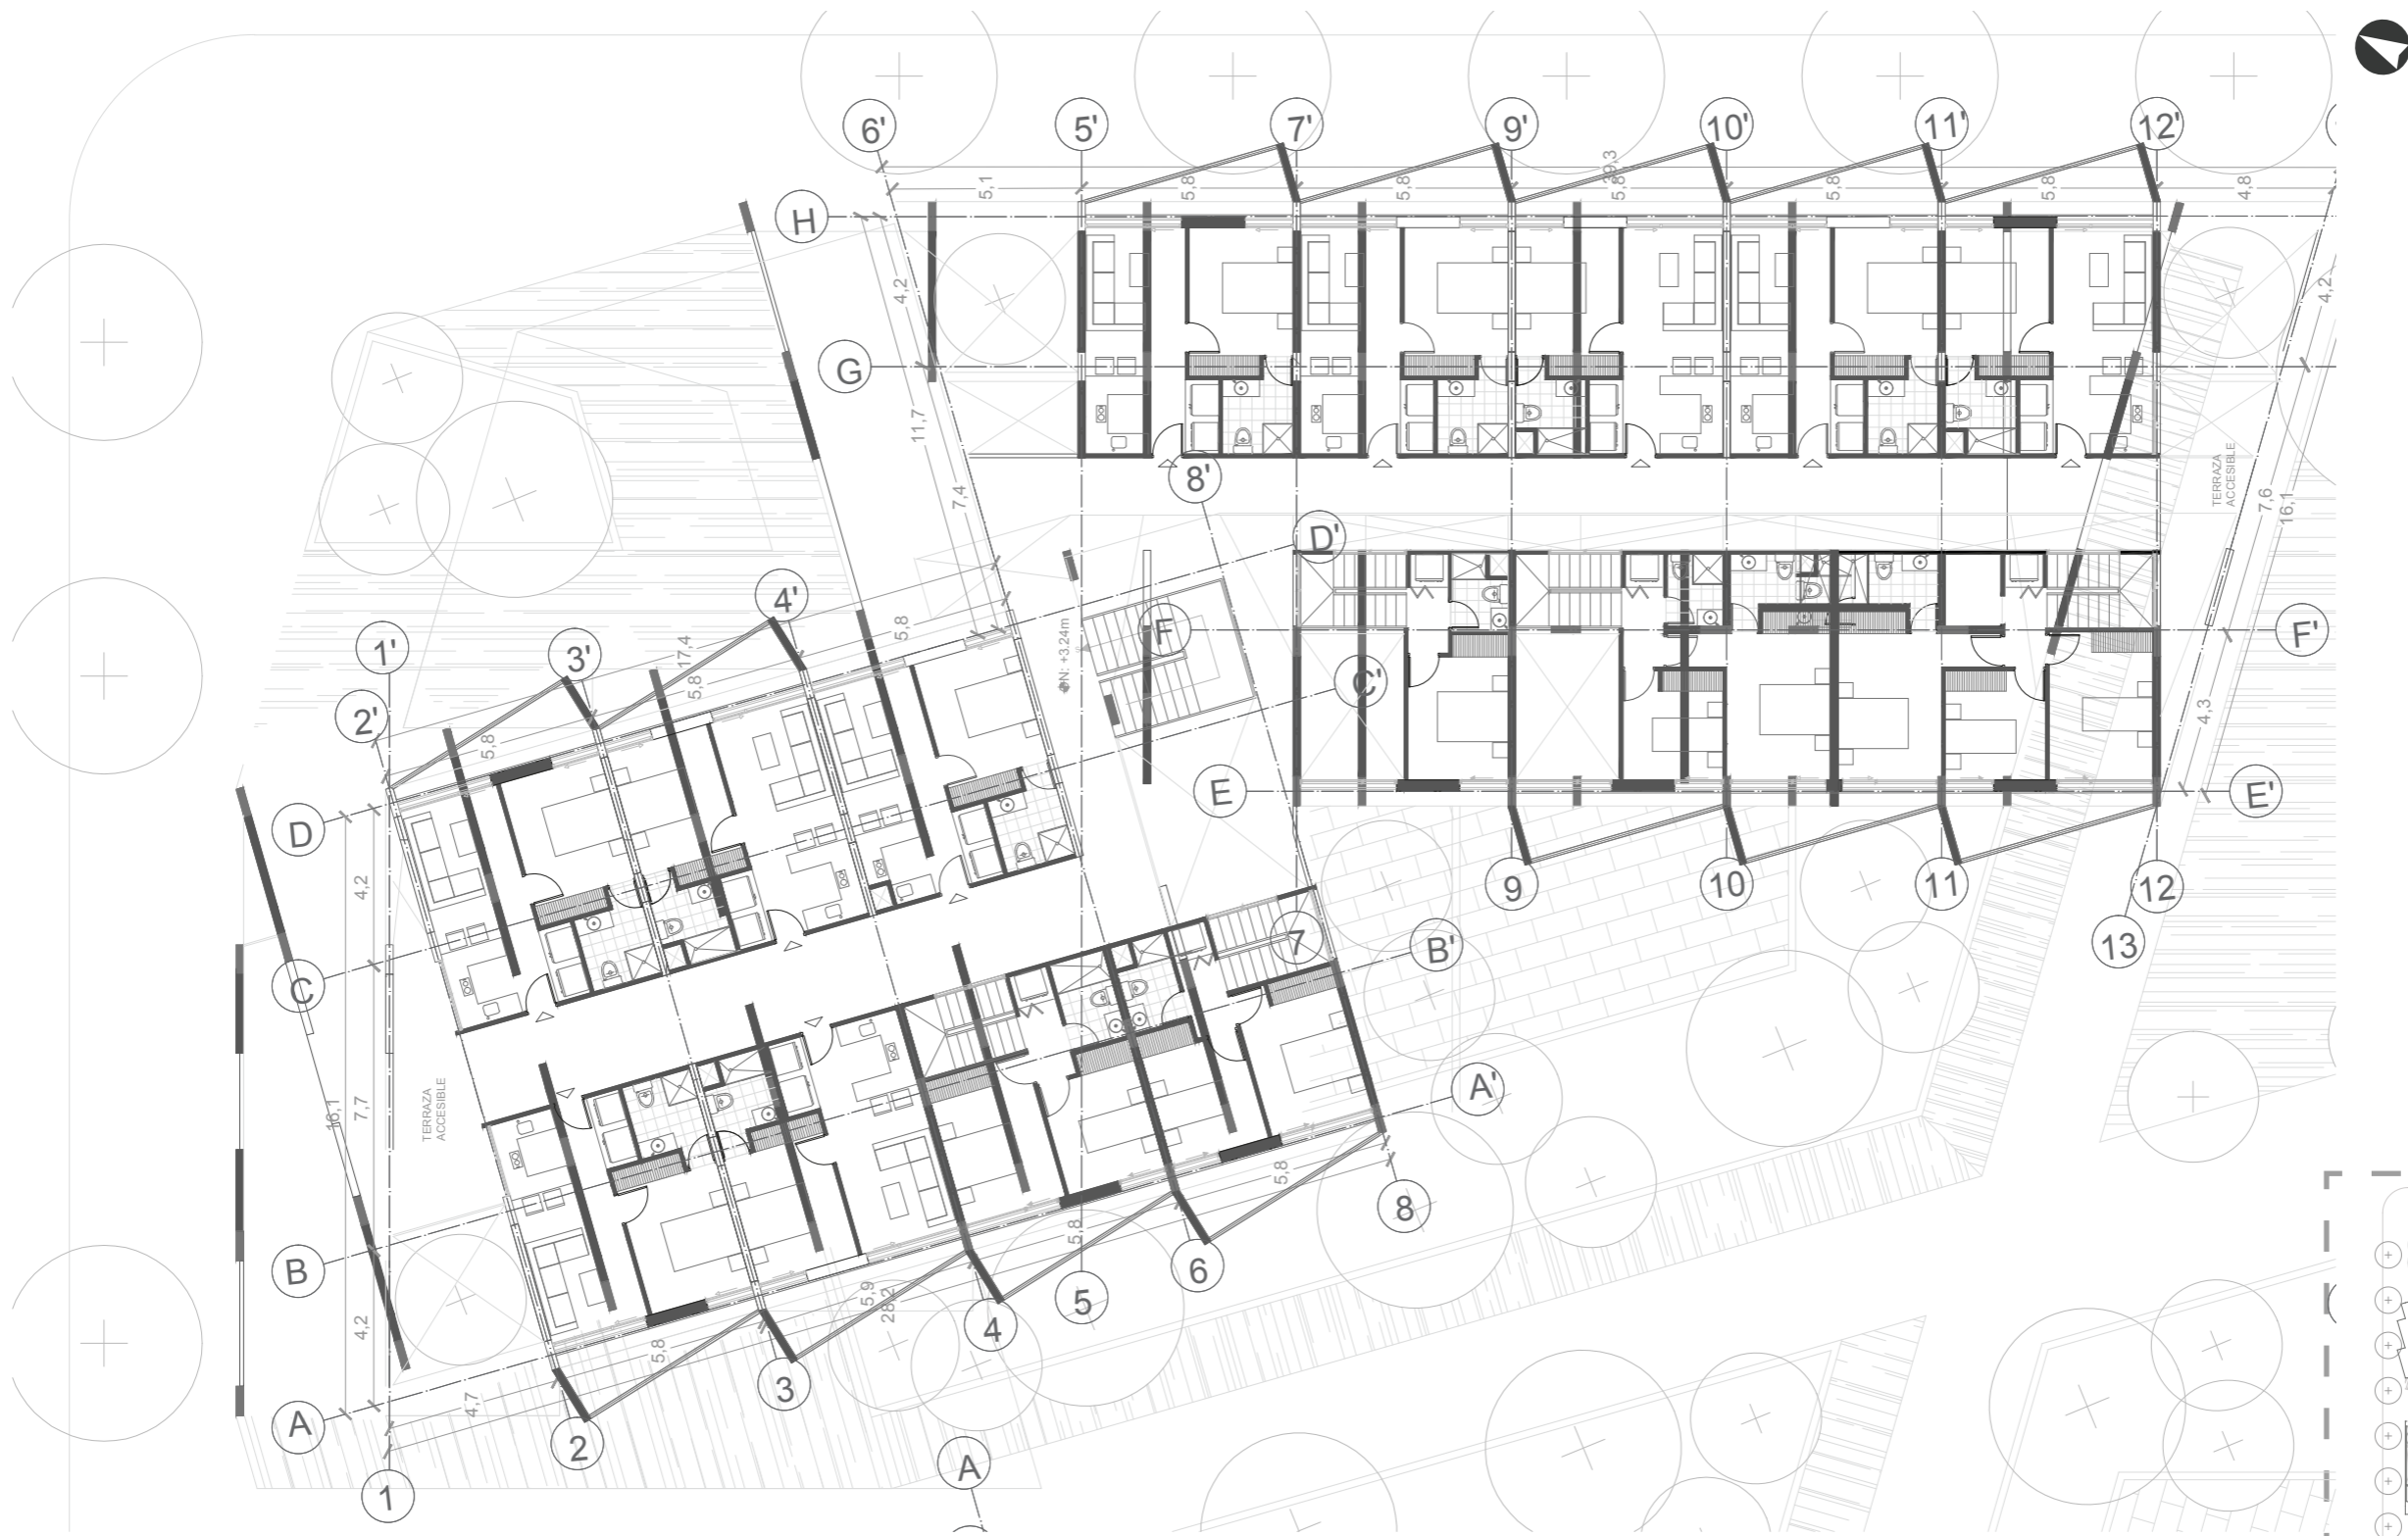 6'
5'
7'
9'
10'
11'
12'
39,3
5,1
5,8
5,8
5,8
5,8
5,8
4,8
H
4,2
4,2
G
11,7
7,4
8'
TERRAZA
ACCESIBLE
7,6
16,1
D'
4'
5,8
1'
3'
17,4
5,8
N: +3.24m
F
F'
C'
2'
5,8
4,3
E
E'
D
4,2
9
10
11
12
7
B'
13
C
16,1
7,7
TERRAZA
ACCESIBLE
A'
5,8
8
B
5,8
6
5
5,9
28,2
4
4,2
5,8
3
4,7
A
2
A
1